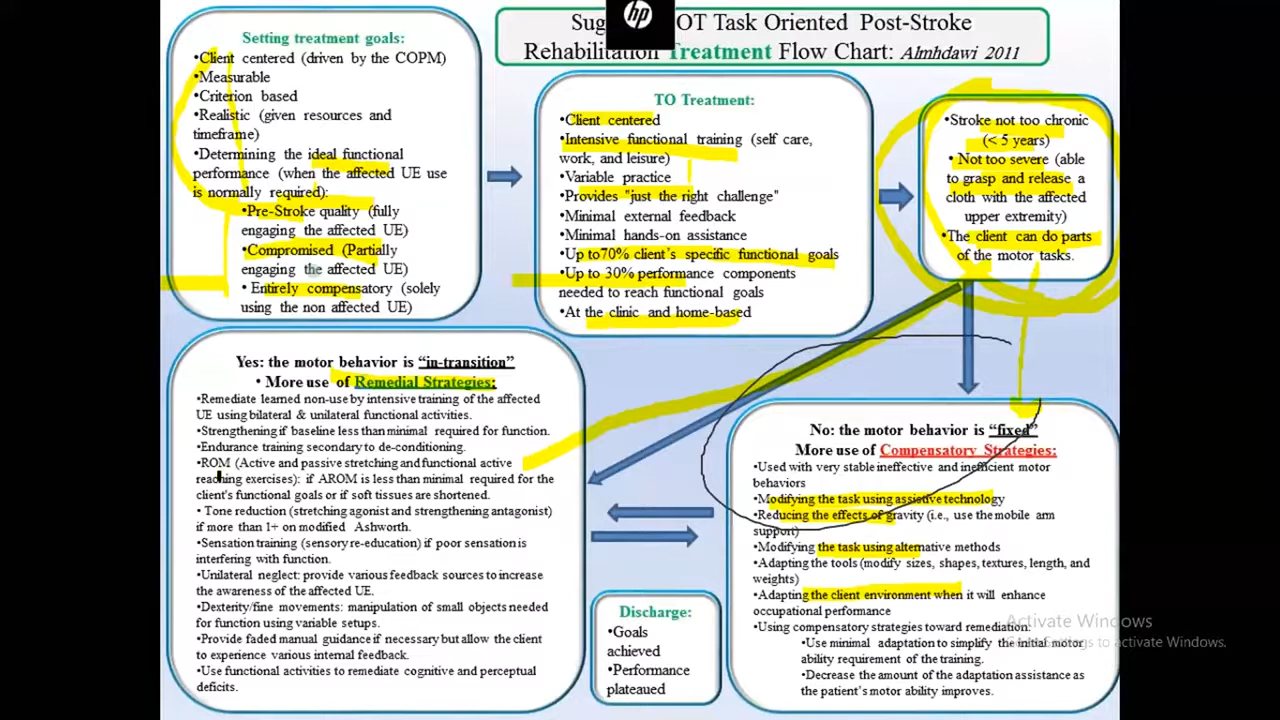 hp
Sug OT Task Oriented Post-Stroke
Rehabilitation Treatment Flow Chart: Almhdawi 2011
Setting treatment goals:
•Client centered (driven by the COPM)
•Measurable
•Criterion based
•Realistic (given resources and
timeframe)
•Determining the ideal functional
performance (when the affected UE use
is normally required):
•Pre-Stroke quality (fully
engaging the affected UE)
•Compromised (Partially
engaging the affected UE)
•Entirely compensatory (solely
using the non affected UE)
TO Treatment:
•Client centered
•Intensive functional training (self care,
work, and leisure)
•Variable practice
•Provides "just the right challenge"
•Minimal external feedback
•Minimal hands-on assistance
•Up to70% client's specific functional goals
•Up to 30% performance components
needed to reach functional goals
•At the clinic and home-based
•Stroke not too chronic
(< 5 years)
•Not too severe (able
to grasp and release a
cloth with the affected
upper extremity)
•The client can do parts
of the motor tasks.
Yes: the motor behavior is “in-transition”
• More use of Remedial Strategies:
•Remediate learned non-use by intensive training of the affected
UE using bilateral & unilateral functional activities.
•Strengthening if baseline less than minimal required for function.
•Endurance training secondary to de-conditioning.
•ROM (Active and passive stretching and functional active
reaching exercises): if AROM is less than minimal required for the
client's functional goals or if soft tissues are shortened.
• Tone reduction (stretching agonist and strengthening antagonist)
if more than 1+ on modified Ashworth.
•Sensation training (sensory re-education) if poor sensation is
interfering with function.
•Unilateral neglect: provide various feedback sources to increase
the awareness of the affected UE.
•Dexterity/fine movements: manipulation of small objects needed
for function using variable setups.
•Provide faded manual guidance if necessary but allow the client
to experience various internal feedback.
•Use functional activities to remediate cognitive and perceptual
deficits.
No: the motor behavior is “fixed”
More use of Compensatory Strategies:
•Used with very stable ineffective and inefficient motor
behaviors
•Modifying the task using assistive technology
•Reducing the effects of gravity (i.e., use the mobile arm
support)
•Modifying the task using alternative methods
•Adapting the tools (modify sizes, shapes, textures, length, and
weights)
•Adapting the client environment when it will enhance
occupational performance
•Using compensatory strategies toward remediation:
•Use minimal adaptation to simplify the initial motor
ability requirement of the training.
•Decrease the amount of the adaptation assistance as
the patient's motor ability improves.
Discharge:
•Goals
achieved
•Performance
plateaued
Activate Windows
Go to Settings to activate Windows.